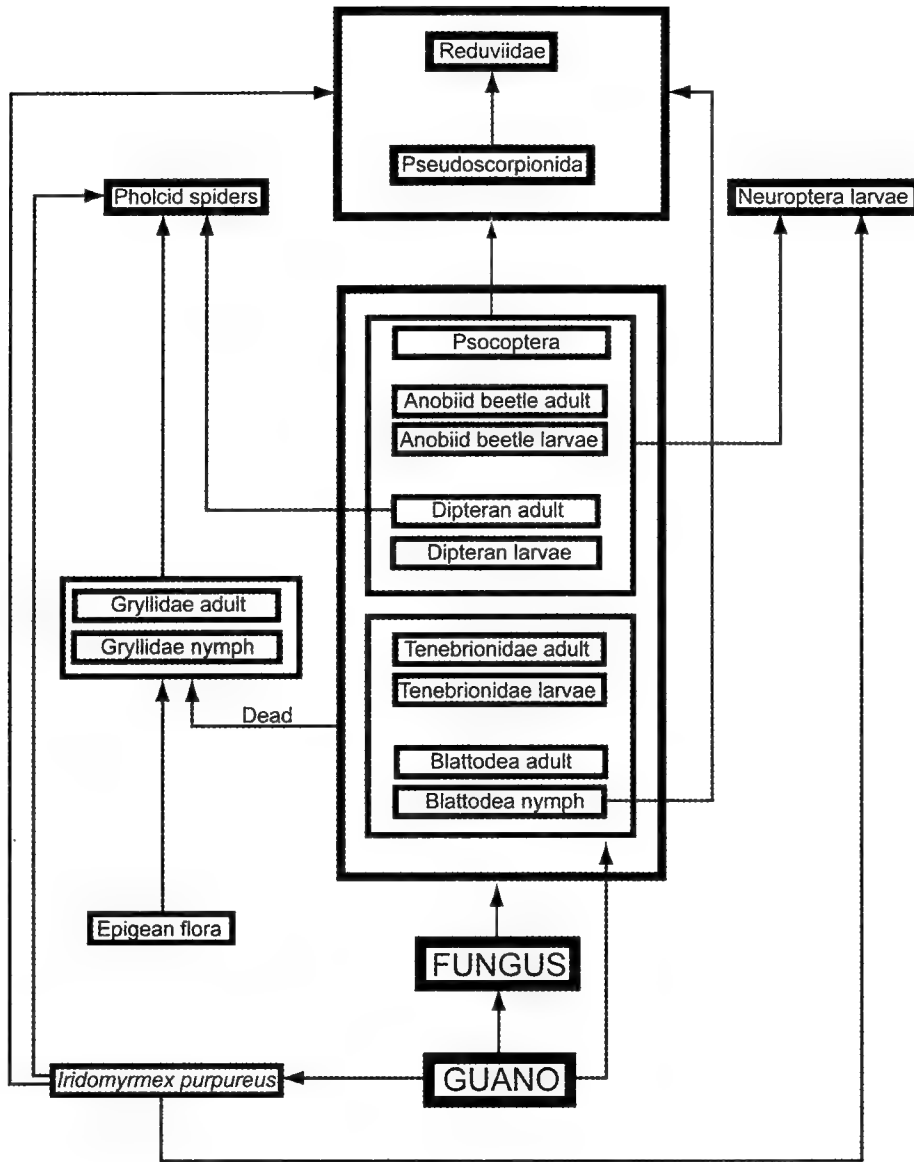 Reduviidae
Pseudoscorpionida
Pholcid spiders
Neuroptera larvae
Psocoptera
Anobiid beetle adult
Anobiid beetle larvae
Dipteran adult
Dipteran larvae
Gryllidae adult
Gryllidae nymph
Tenebrionidae adult
Tenebrionidae larvae
Dead
Blattodea adult
Blattodea nymph
Epigean flora
FUNGUS
Iridomyrmex purpureus
GUANO